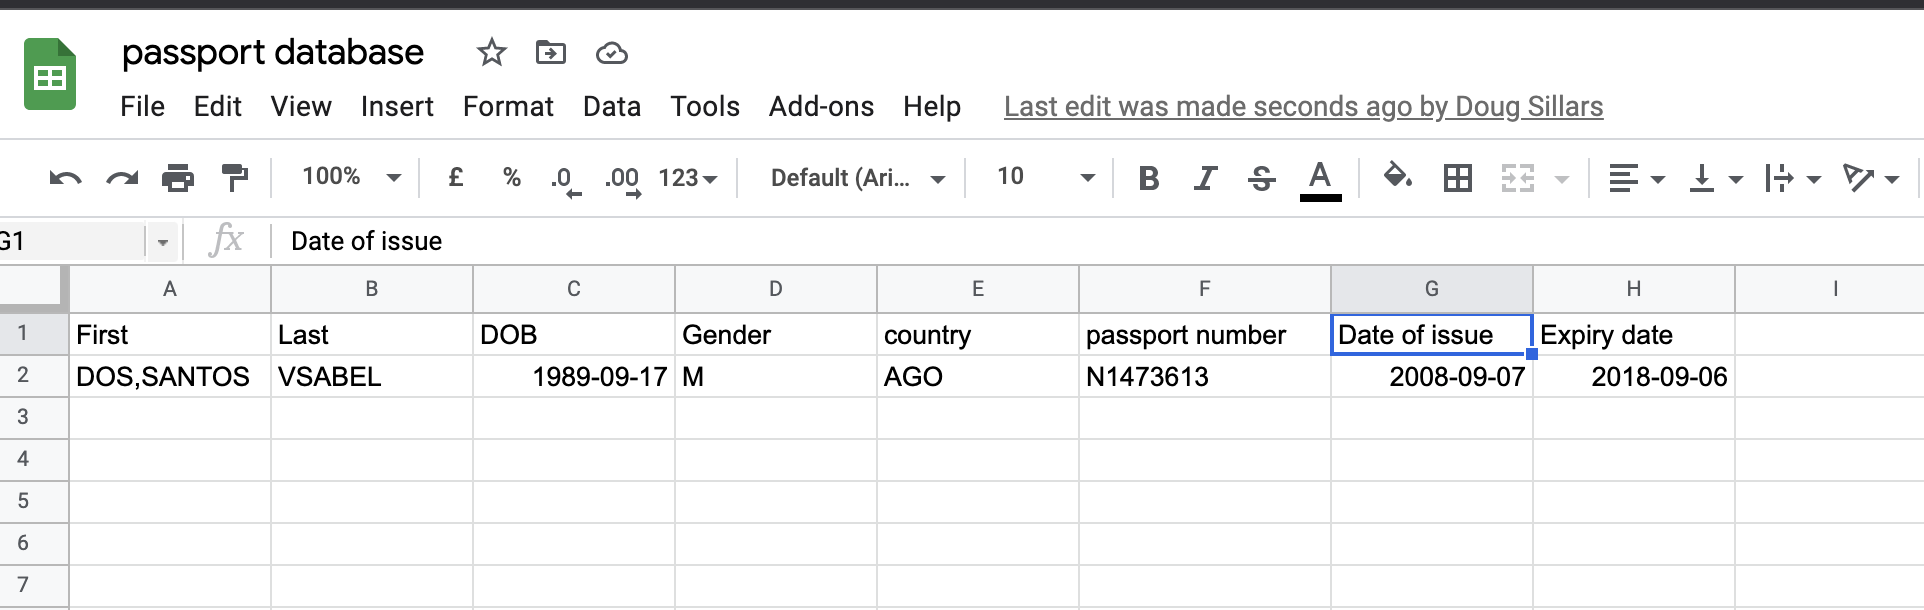 passport database
File Edit View Insert Format Data Tools Add-ons Help Last edit was made seconds ago by Doug Sillars
100% £ % .0 .00 123 Default (Ari... 10 B I S A
G1 fx Date of issue
A B C D E F G H I
1 First Last DOB Gender country passport number Date of issue Expiry date
2 DOS,SANTOS VSABEL 1989-09-17 M AGO N1473613 2008-09-07 2018-09-06
3
4
5
6
7